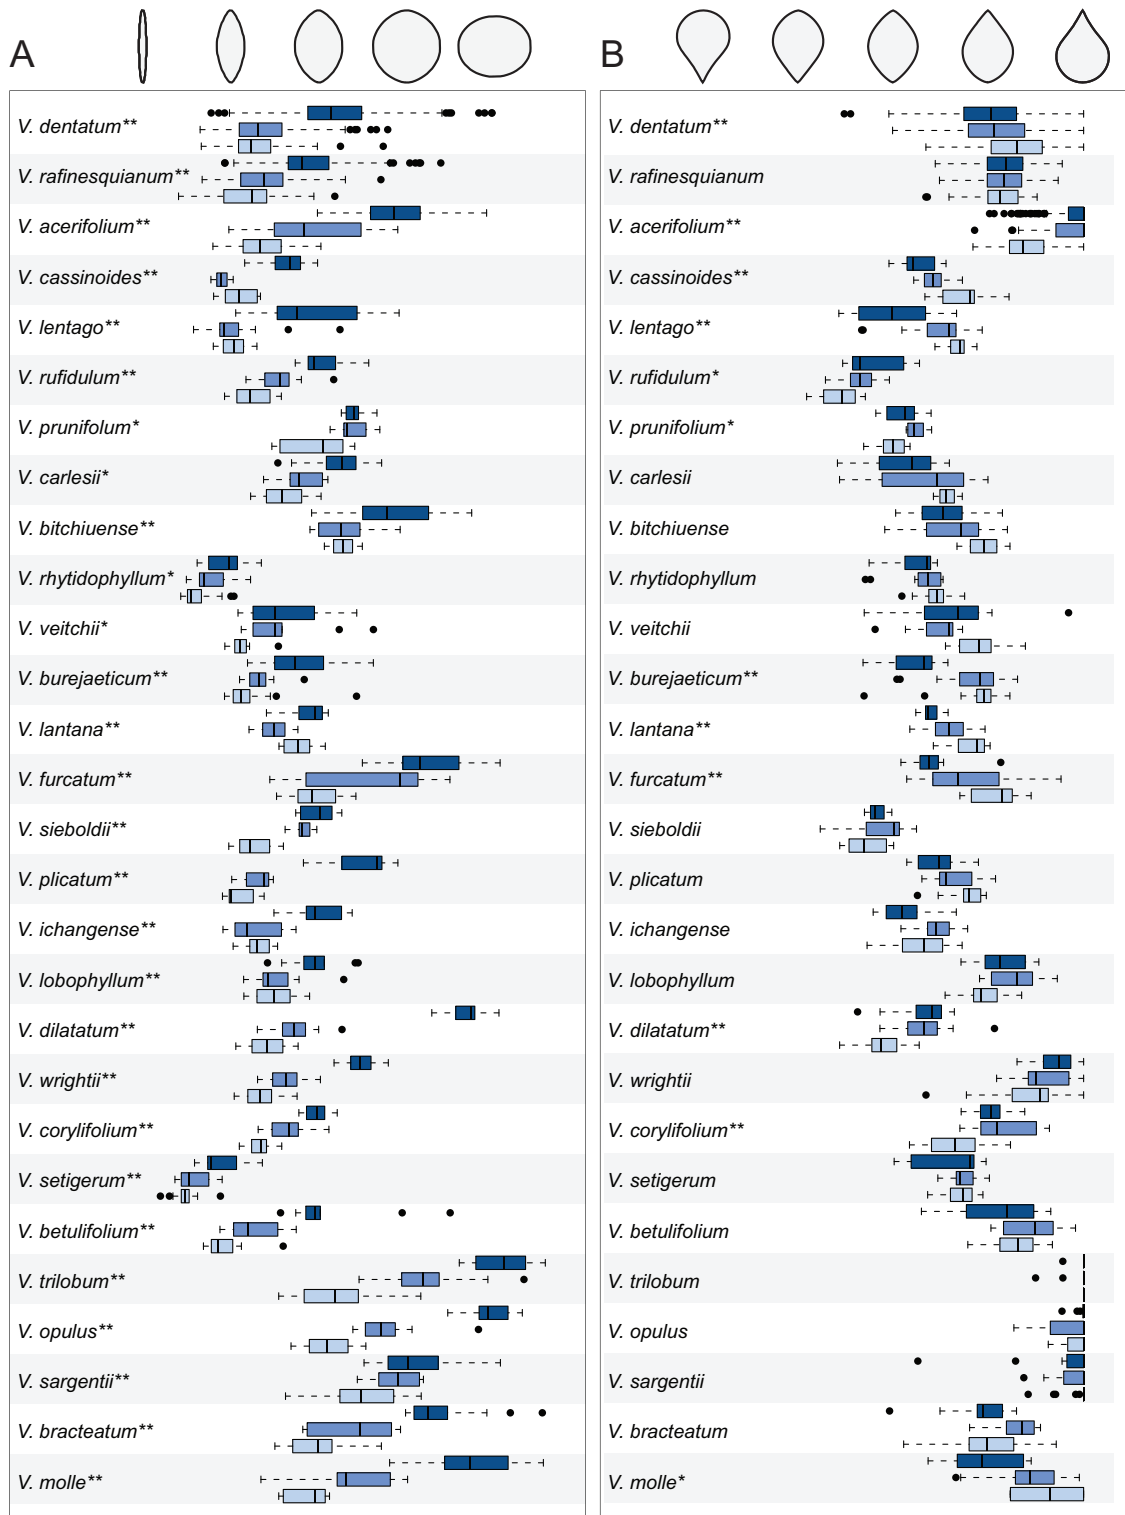 A
V. dentatum**
V. rafinesquianum**
V. acerifolium**
V. cassinoides**
V. lentago**
V. rufidulum**
V. prunifolum*
V. carlesii*
V. bitchiuense**
V. rhytidophyllum*
V. veitchii*
V. burejaeticum**
V. lantana**
V. furcatum**
V. sieboldii**
V. plicatum**
V. ichangense**
V. lobophyllum**
V. dilatatum**
V. wrightii**
V. corylifolium**
V. setigerum**
V. betulifolium**
V. trilobum**
V. opulus**
V. sargentii**
V. bracteatum**
V. molle**
B
V. dentatum**
V. rafinesquianum
V. acerifolium**
V. cassinoides**
V. lentago**
V. rufidulum*
V. prunifolium*
V. carlesii
V. bitchiuense
V. rhytidophyllum
V. veitchii
V. burejaeticum**
V. lantana**
V. furcatum**
V. sieboldii
V. plicatum
V. ichangense
V. lobophyllum
V. dilatatum**
V. wrightii
V. corylifolium**
V. setigerum
V. betulifolium
V. trilobum
V. opulus
V. sargentii
V. bracteatum
V. molle*